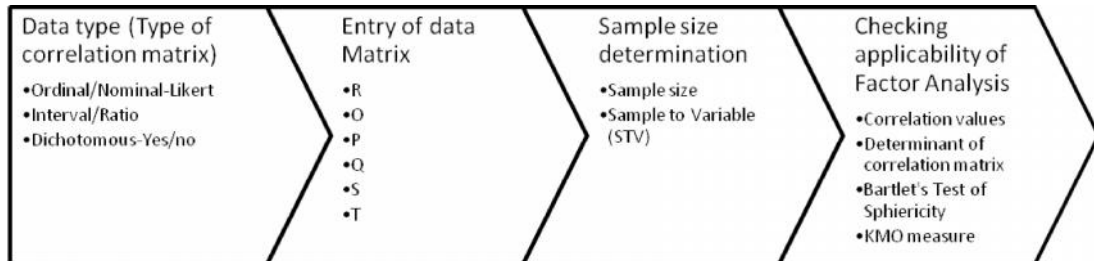 Data type (Type of
correlation matrix)
•Ordinal/Nominal-Likert
•Interval/Ratio
•Dichotomous-Yes/no
Entry of data
Matrix
•R
•O
•P
•Q
•S
•T
Sample size
determination
•Sample size
•Sample to Variable
(STV)
Checking
applicability of
Factor Analysis
•Correlation values
•Determinant of
correlation matrix
•Bartlet's Test of
Sphiericity
•KMO measure